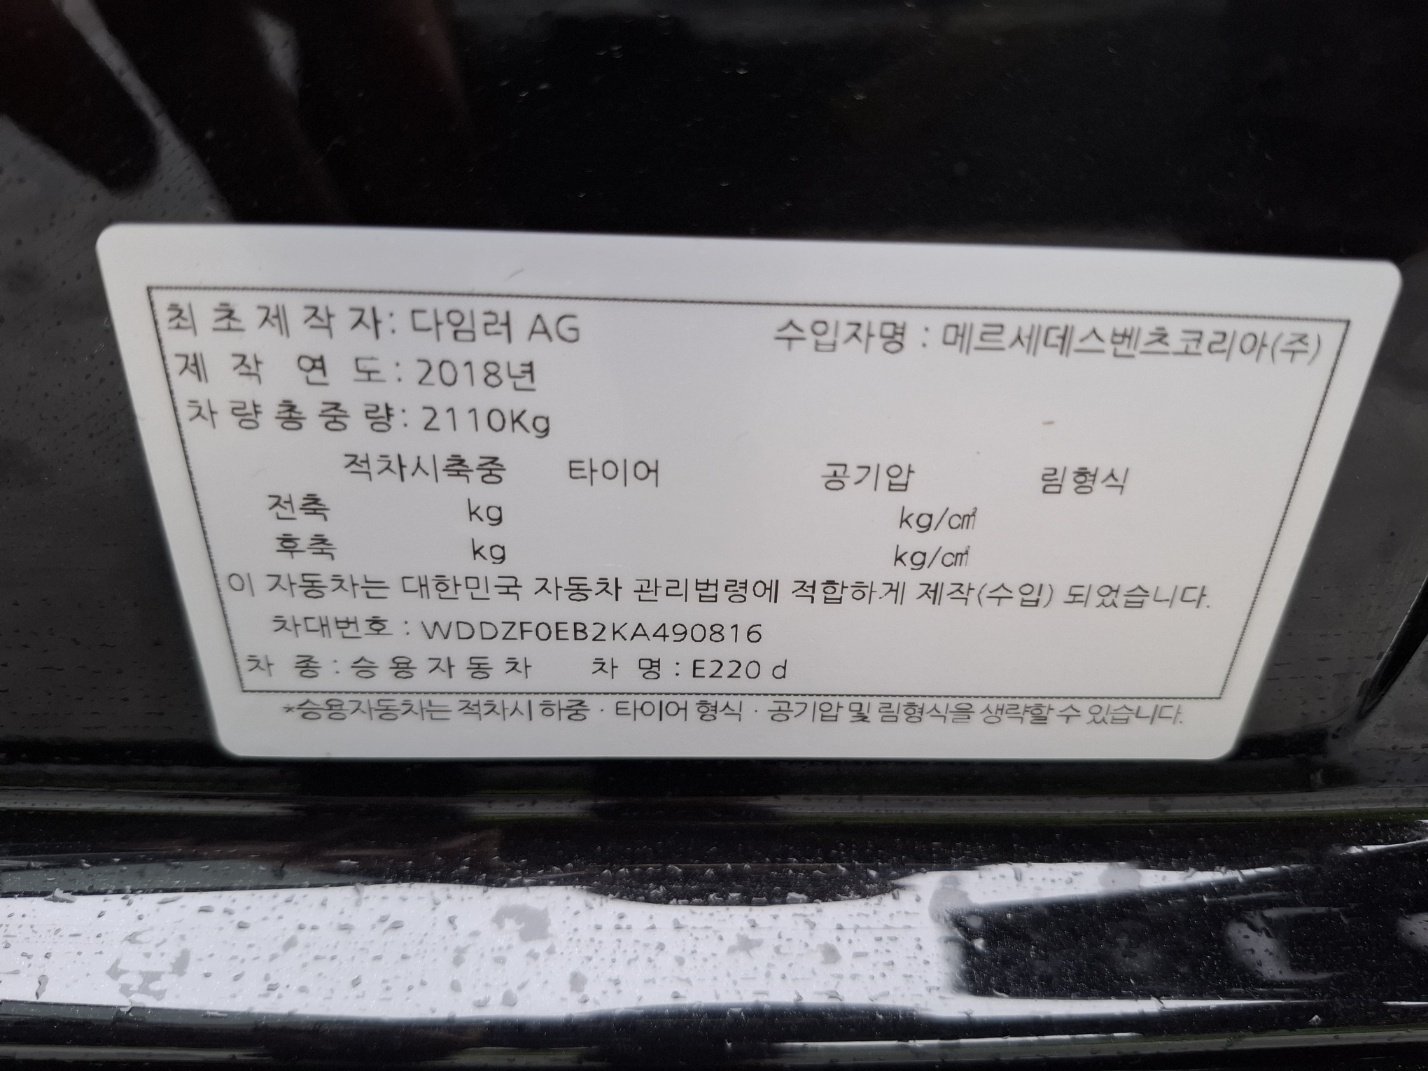 최초제작자: 다임러 AG 수입자명 : 메르세데스벤츠코리아(주)
제 작 연 도: 2018년
차량총중량: 2110Kg
적차시축중 타이어 공기압 림형식
전축 kg kg/㎠
후축 kg kg/㎠
이 자동차는 대한민국 자동차 관리법령에 적합하게 제작(수입) 되었습니다.
차대번호 : WDDZF0EB2KA490816
차 종 : 승용자동차 차 명 : E220 d
*승용자동차는 적차시 하중 · 타이어 형식 · 공기압 및 림형식을 생략할 수 있습니다.